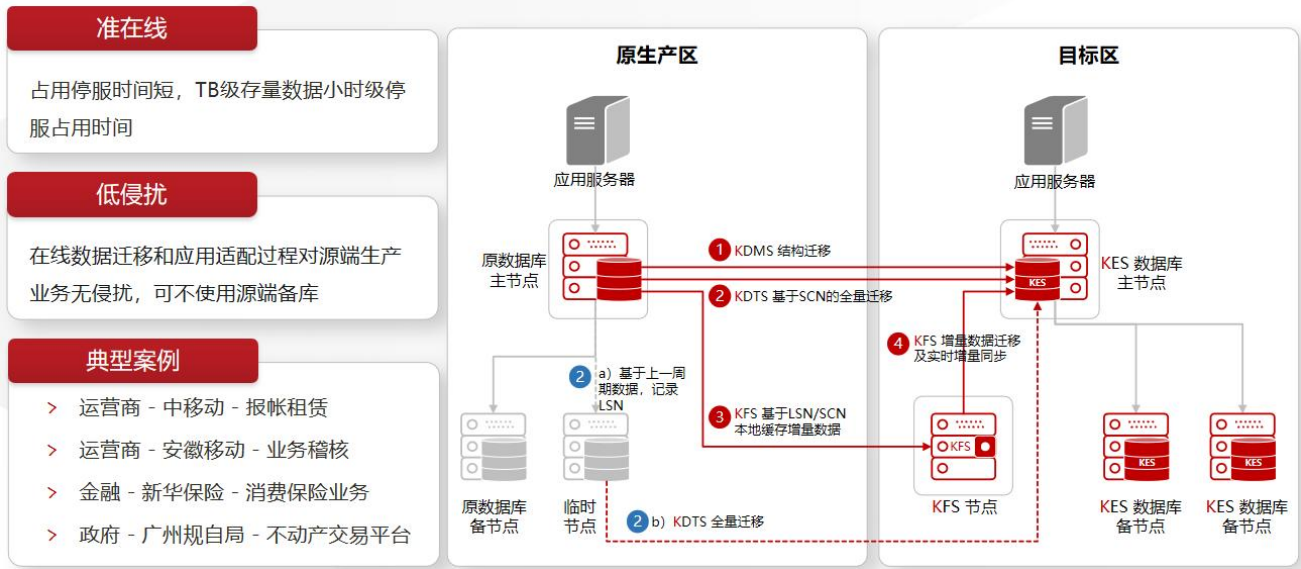 准在线
占用停服时间短，TB级存量数据小时级停
服占用时间
低侵扰
在线数据迁移和应用适配过程对源端生产
业务无侵扰，可不使用源端备库
典型案例
> 运营商 - 中移动 - 报帐租赁
> 运营商 - 安徽移动 - 业务稽核
> 金融 - 新华保险 - 消费保险业务
> 政府 - 广州规自局 - 不动产交易平台
原生产区
应用服务器
原数据库
主节点
1 KDMS 结构迁移
2 KDTS 基于SCN的全量迁移
2 a）基于上一周
期数据，记录
LSN
3 KFS 基于LSN/SCN
本地缓存增量数据
原数据库
备节点
临时
节点
2 b）KDTS 全量迁移
目标区
应用服务器
KES
KES 数据库
主节点
4 KFS 增量数据迁移
及实时增量同步
KFS
KFS 节点
KES
KES 数据库
备节点
KES
KES 数据库
备节点